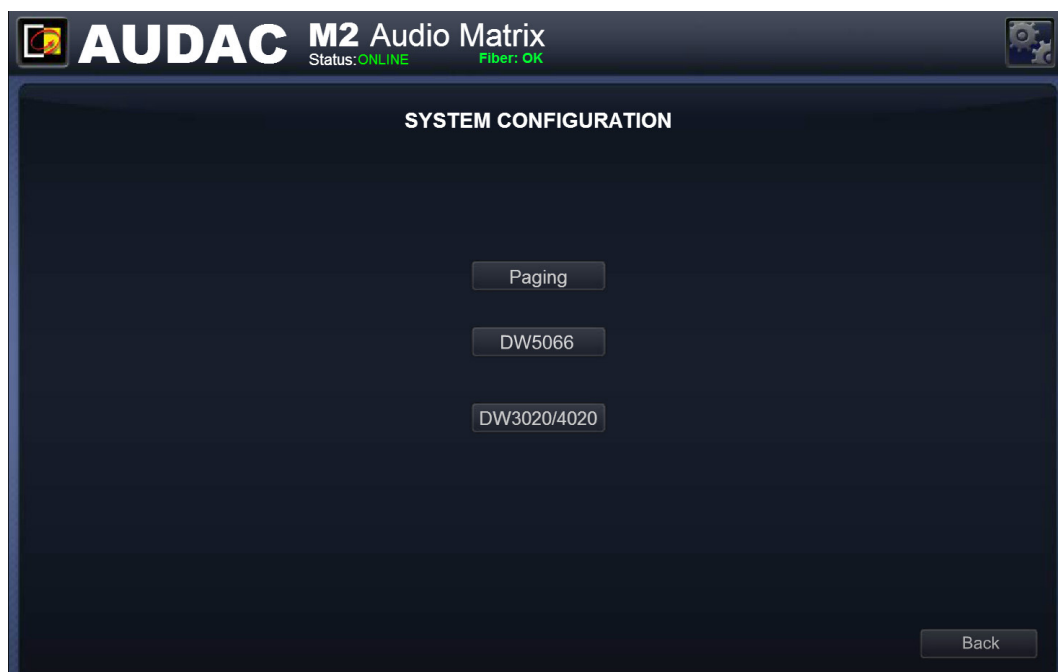 AUDAC M2 Audio Matrix
Status: ONLINE Fiber: OK
SYSTEM CONFIGURATION
Paging
DW5066
DW3020/4020
Back